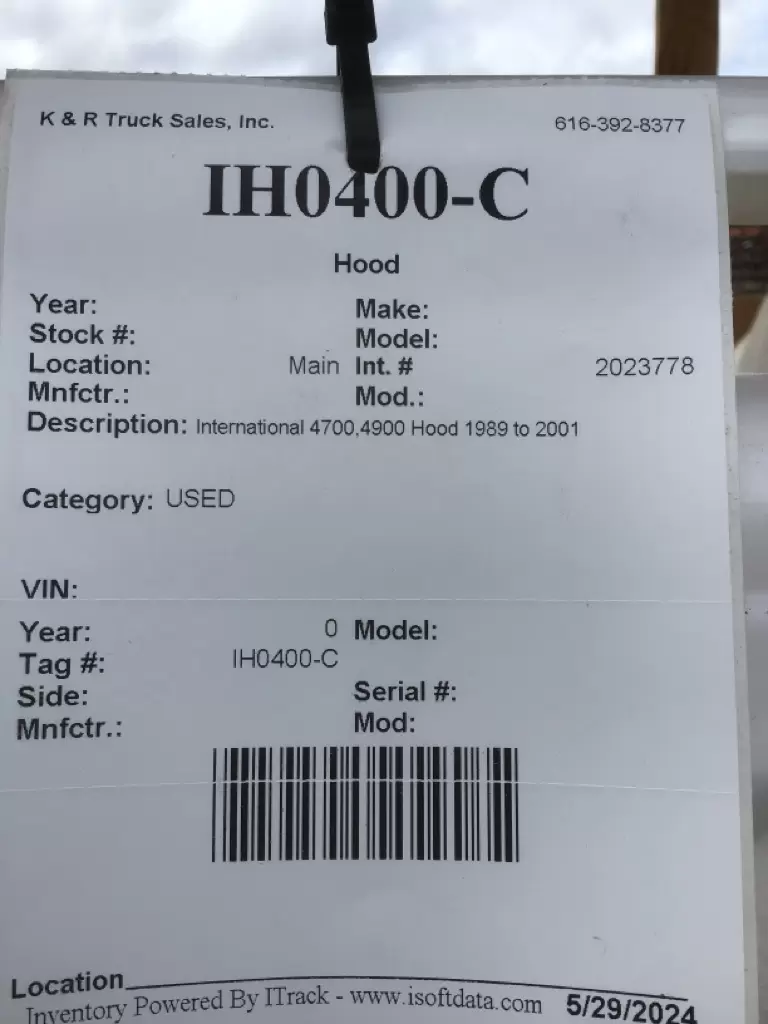 K & R Truck Sales, Inc. 616-392-8377
IH0400-C
Hood
Year: Make:
Stock #: Model:
Location: Main Int. # 2023778
Mnfctr.: Mod.:
Description: International 4700,4900 Hood 1989 to 2001
Category: USED
VIN:
Year: 0 Model:
Tag #: IH0400-C
Side: Serial #:
Mnfctr.: Mod:
Location
Inventory Powered By ITrack - www.isoftdata.com 5/29/2024